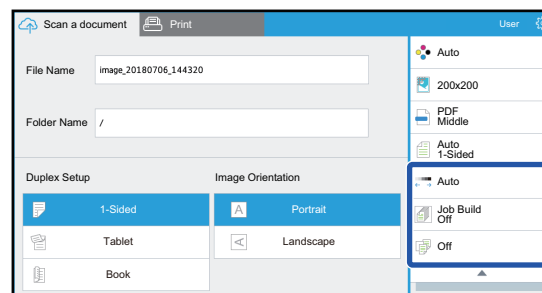 Scan a document
Print
User
File Name
image_20180706_144320
Folder Name
/
Duplex Setup
Image Orientation
1-Sided
A
Portrait
Tablet
A
Landscape
Book
Auto
200x200
PDF
Middle
Auto
1-Sided
Auto
Job Build
Off
Off